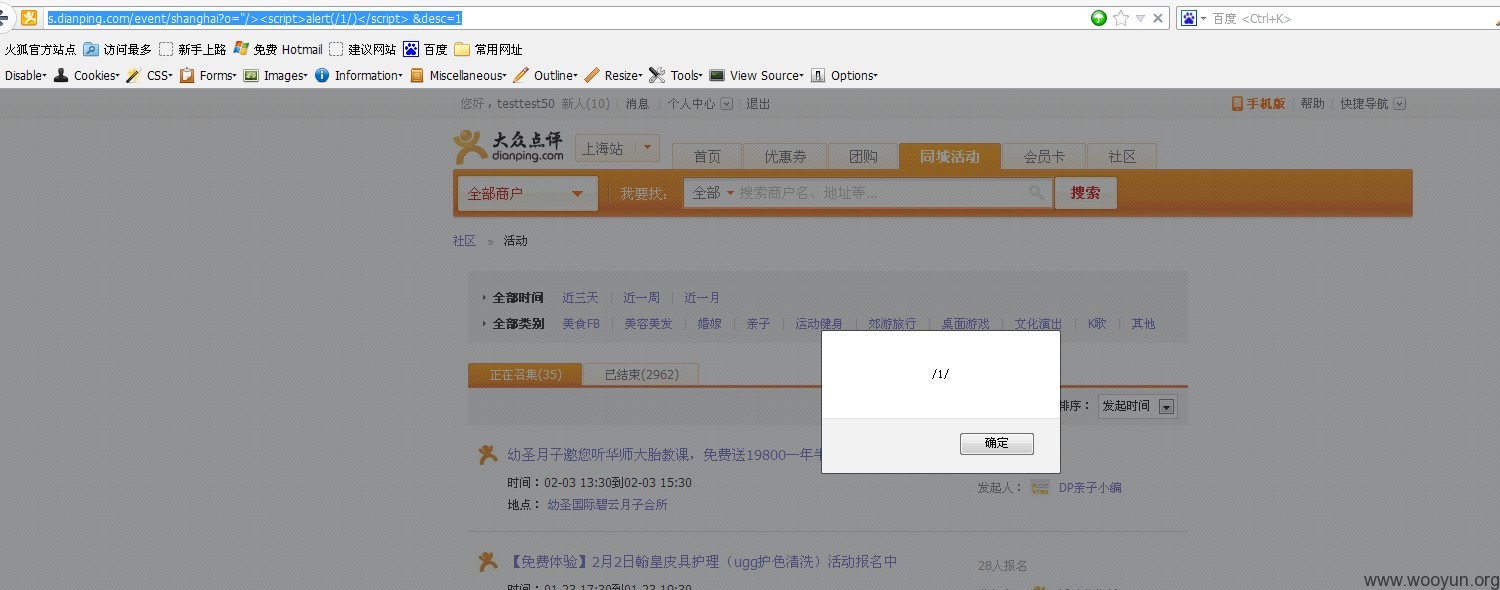 s.dianping.com/event/shanghai?o="/><script>alert(/1/)</script> &desc=1 百度 <Ctrl+K>
火狐官方站点 访问最多 新手上路 免费 Hotmail 建议网站 百度 常用网址
Disable Cookies CSS Forms Images Information Miscellaneous Outline Resize Tools View Source Options
您好，testtest50 新人(10) 消息 个人中心 退出 手机版 帮助 快捷导航
大众点评 dianping.com 上海站
首页 优惠券 团购 同城活动 会员卡 社区
全部商户 我要找： 全部 搜索商户名、地址等... 搜索
社区 » 活动
全部时间 近三天 近一周 近一月
全部类别 美食FB 美容美发 婚嫁 亲子 运动健身 郊游旅行 桌面游戏 文化演出 K歌 其他
/1/
正在召集(35) 已结束(2962)
排序： 发起时间
确定
幼圣月子邀您听华师大胎教课，免费送19800一年
时间：02-03 13:30到02-03 15:30
发起人： DP亲子小编
地点： 幼圣国际碧云月子会所
【免费体验】2月2日翰皇皮具护理（ugg护色清洗）活动报名中
28人报名
www.wooyun.org
时间：01-23 17:30到01-23 19:30